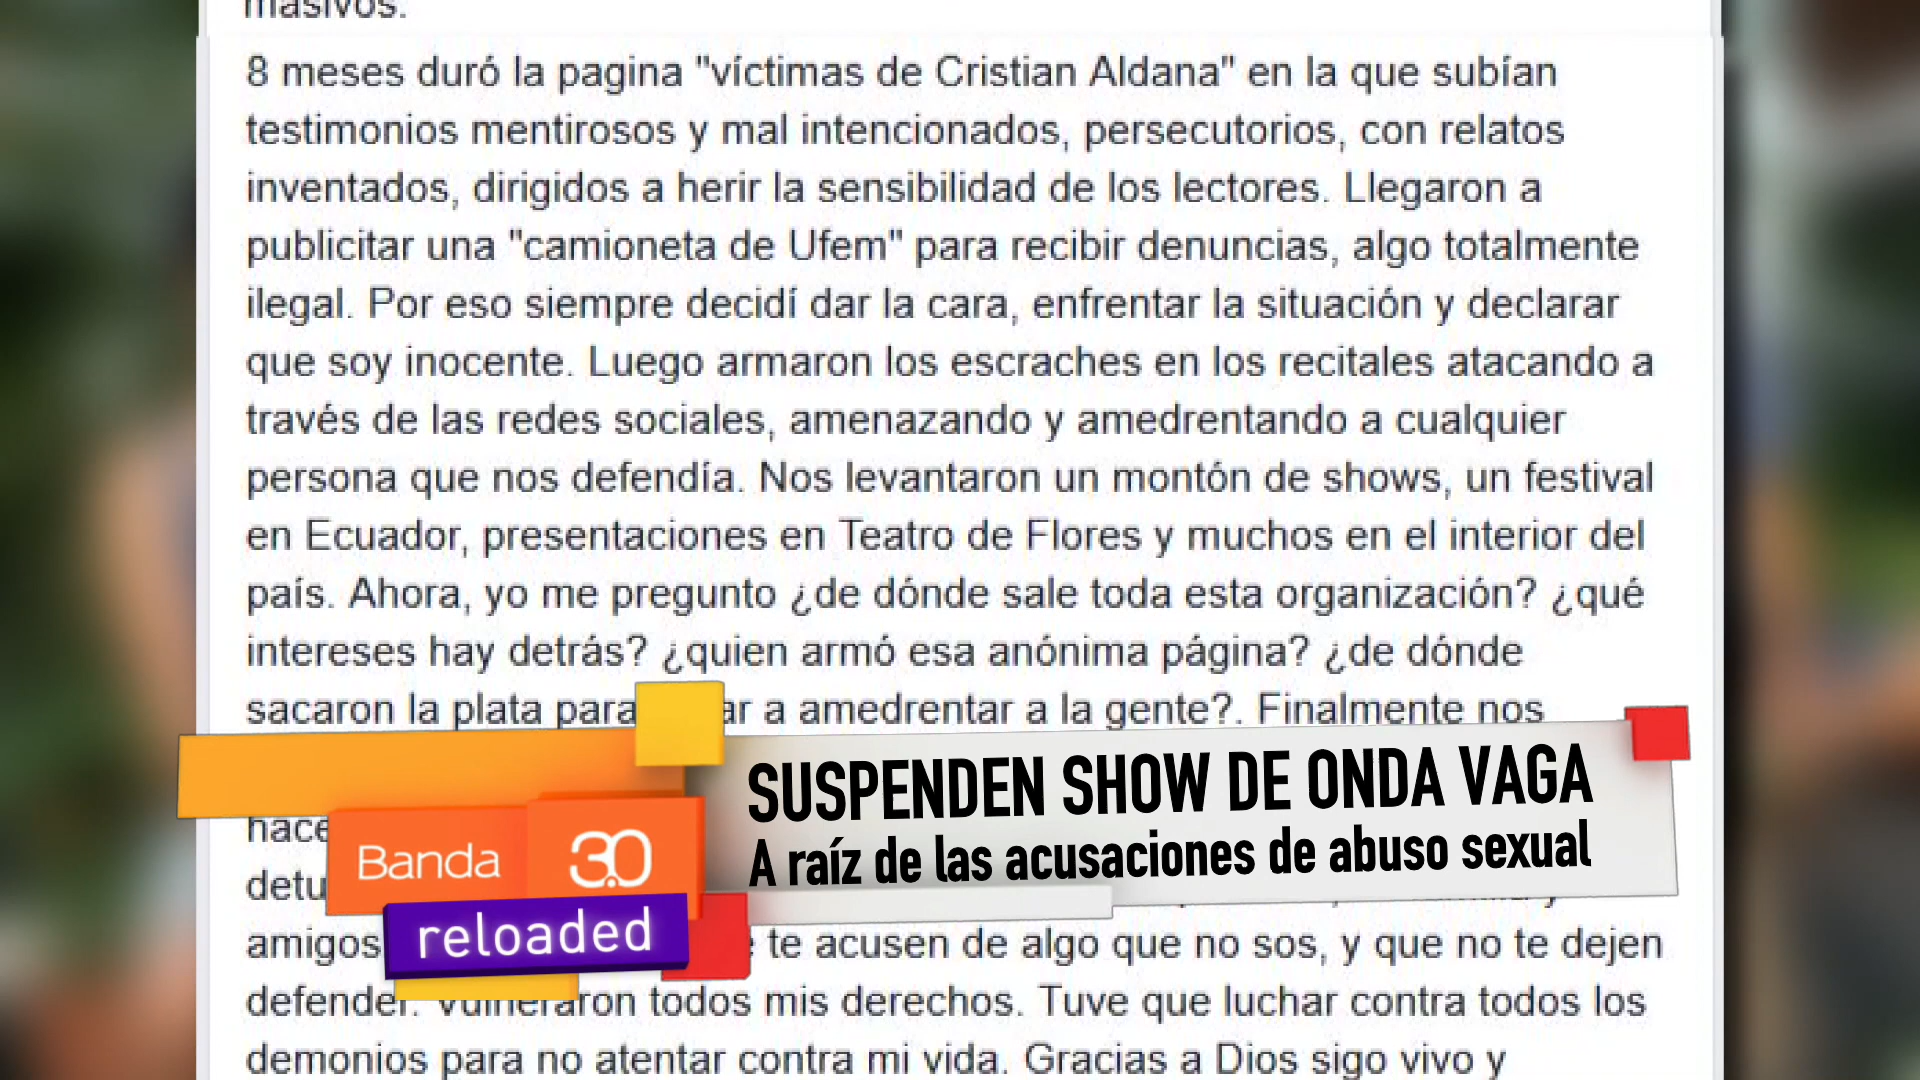 masivos.
8 meses duró la pagina "víctimas de Cristian Aldana" en la que subían
testimonios mentirosos y mal intencionados, persecutorios, con relatos
inventados, dirigidos a herir la sensibilidad de los lectores. Llegaron a
publicitar una "camioneta de Ufem" para recibir denuncias, algo totalmente
ilegal. Por eso siempre decidí dar la cara, enfrentar la situación y declarar
que soy inocente. Luego armaron los escraches en los recitales atacando a
través de las redes sociales, amenazando y amedrentando a cualquier
persona que nos defendía. Nos levantaron un montón de shows, un festival
en Ecuador, presentaciones en Teatro de Flores y muchos en el interior del
país. Ahora, yo me pregunto ¿de dónde sale toda esta organización? ¿qué
intereses hay detrás? ¿quien armó esa anónima página? ¿de dónde
sacaron la plata para ar a amedrentar a la gente?. Finalmente nos
SUSPENDEN SHOW DE ONDA VAGA
A raíz de las acusaciones de abuso sexual
Banda 3.0
reloaded
hace
detu
amigos te acusen de algo que no sos, y que no te dejen
defender. Vulneraron todos mis derechos. Tuve que luchar contra todos los
demonios para no atentar contra mi vida. Gracias a Dios sigo vivo y